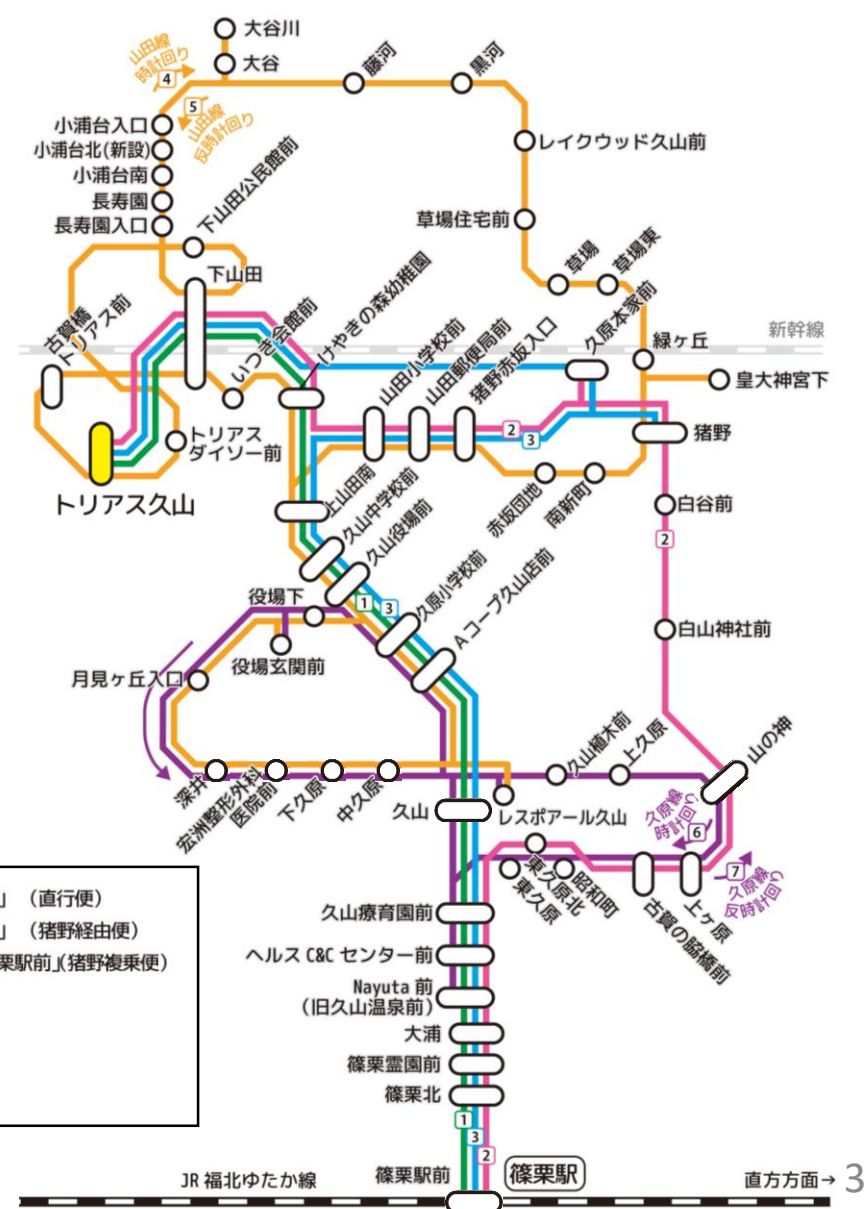 大谷川
大谷
山田線
時計回り
4
5
山田線
反時計回り
藤河
黒河
小浦台入口
小浦台北(新設)
小浦台南
長寿園
長寿園入口
レイクウッド久山前
草場住宅前
下山田公民館前
下山田
草場
草場東
古賀橋
トリアス前
いつき会館前
けやきの森幼稚園
山田小学校前
山田郵便局前
猪野赤坂入口
久原本家前
新幹線
緑ヶ丘
皇大神宮下
トリアス
ダイソー前
トリアス久山
2
3
猪野
上山田南
赤坂団地
南新町
白谷前
2
久山中学校前
久山役場前
久原小学校前
Aコープ久山店前
1
3
役場下
役場玄関前
月見ヶ丘入口
白山神社前
深井
宏洲整形外科
医院前
下久原
中久原
久山
レスポアール久山
久山植木前
上久原
山の神
久原線
時計回り
6
7
久原線
反時計回り
東久原北
東久原
昭和町
古賀の脇橋前
上ヶ原
」（直行便）
」（猪野経由便）
栗駅前」(猪野複乗便)
久山療育園前
ヘルスC&Cセンター前
Nayuta前
(旧久山温泉前)
大浦
篠栗霊園前
篠栗北
1
3
2
JR福北ゆたか線
篠栗駅前
篠栗駅
直方方面→
3